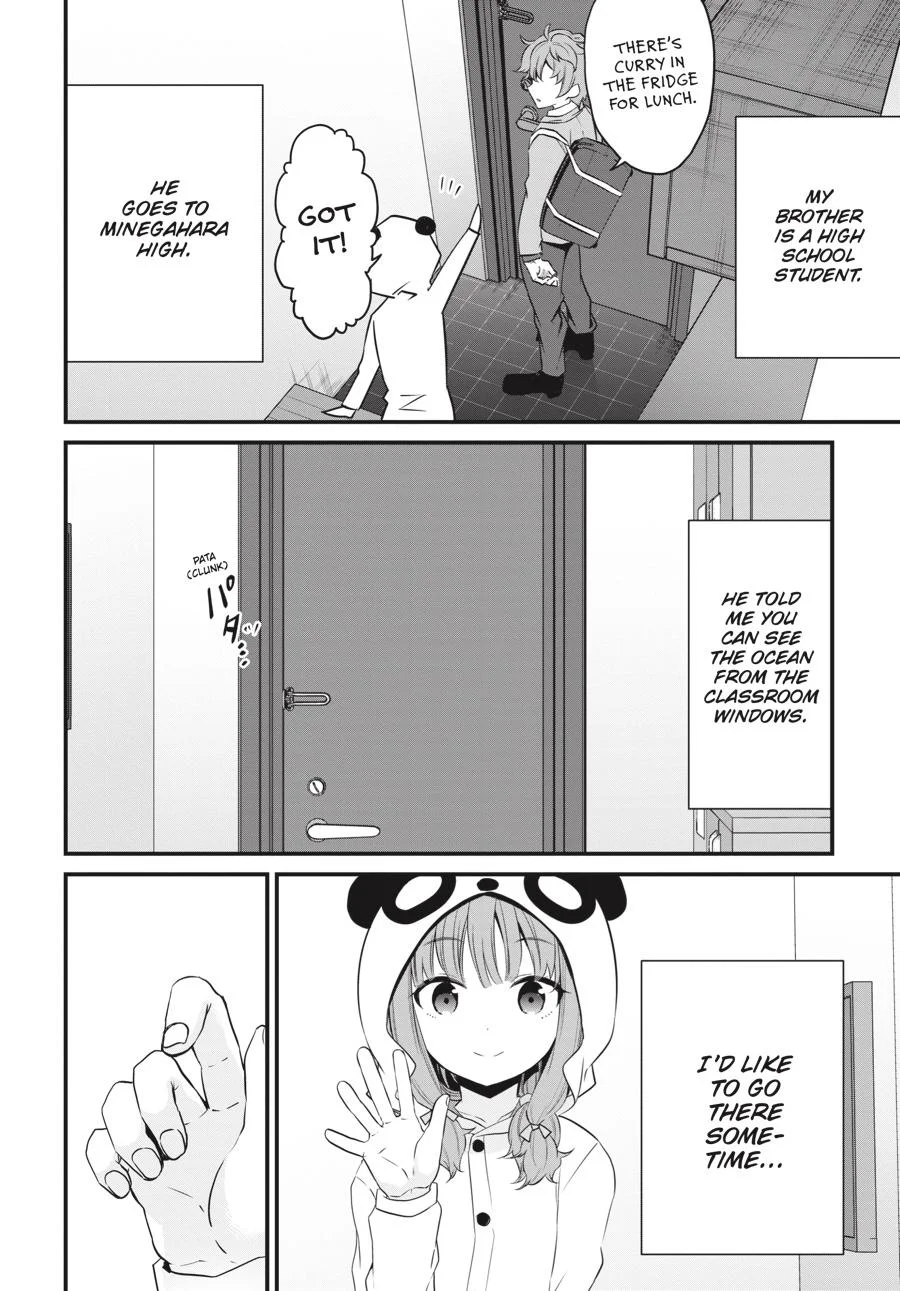 THERE'S
CURRY IN
THE FRIDGE
FOR LUNCH.
MY
BROTHER
IS A HIGH
SCHOOL
STUDENT.
GOT
IT!
HE
GOES TO
MINEGAHARA
HIGH.
HE TOLD
ME YOU
CAN SEE
THE OCEAN
FROM THE
CLASSROOM
WINDOWS.
PATA
(CLUNK)
パタッ…
I'D LIKE
TO GO
THERE
SOME-
TIME...